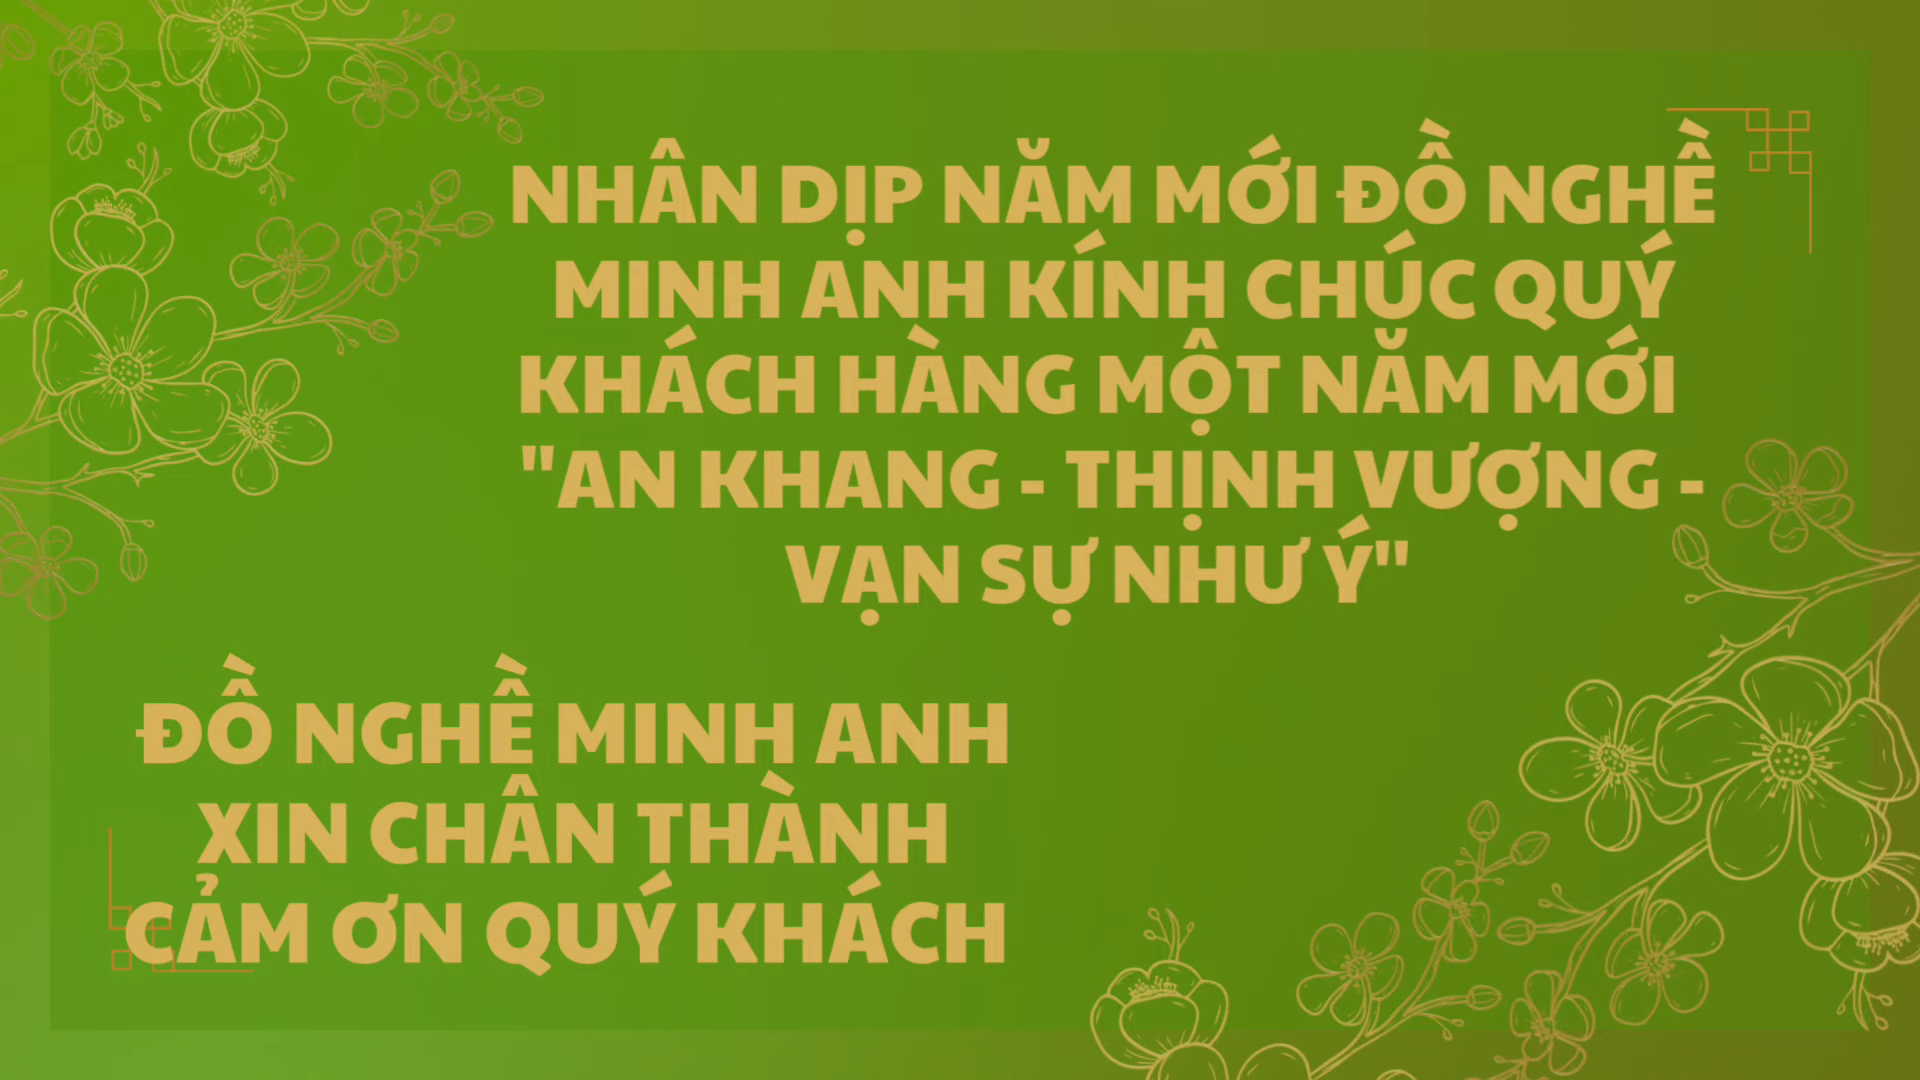 NHÂN DỊP NĂM MỚI ĐỒ NGHỀ
MINH ANH KÍNH CHÚC QUÝ
KHÁCH HÀNG MỘT NĂM MỚI
"AN KHANG - THỊNH VƯỢNG -
VẠN SỰ NHƯ Ý"
ĐỒ NGHỀ MINH ANH
XIN CHÂN THÀNH
CẢM ƠN QUÝ KHÁCH